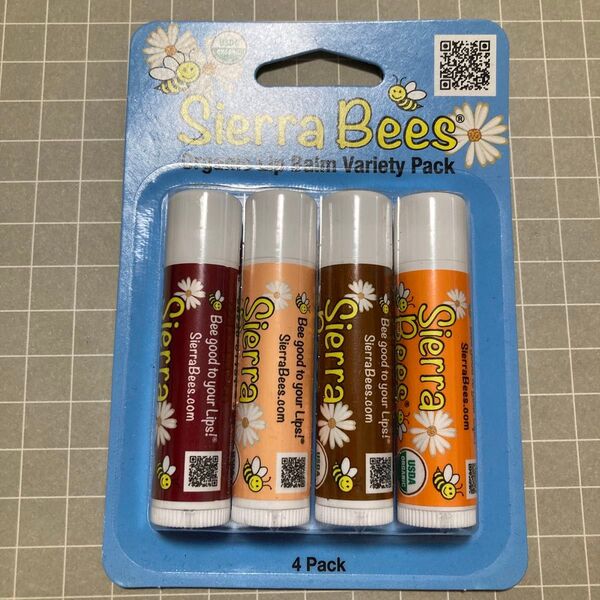 USDA
ORGANIC
Sierra Bees®
Organic Lip Balm Variety Pack
Sierra
Bee good to your Lips!®
SierraBees.com
Sierra
Bee good to your Lips!®
SierraBees.com
Sierra
Bee good to your Lips!®
SierraBees.com
Sierra
Bees®
SierraBees.com
USDA
ORGANIC
4 Pack